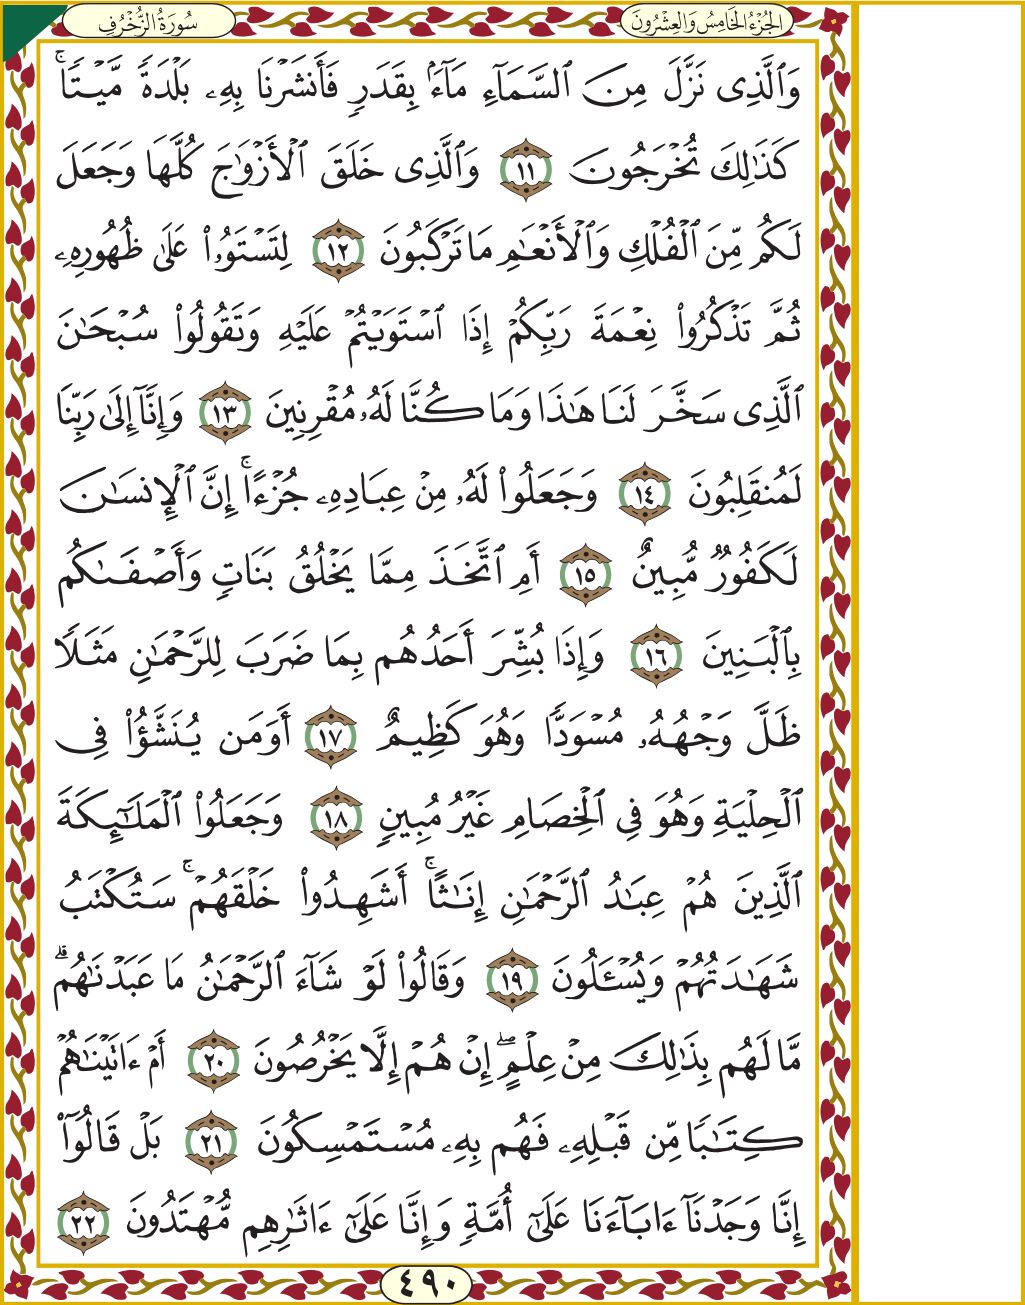 الجُزْءُ الخَامِسُ وَالعِشْرُونَ
سُورَةُ الزُّخْرُفِ
وَٱلَّذِى نَزَّلَ مِنَ ٱلسَّمَآءِ مَآءَۢ بِقَدَرٖ فَأَنشَرْنَا بِهِۦ بَلْدَةٗ مَّيْتٗاۚ
كَذَٰلِكَ تُخْرَجُونَ ١١ وَٱلَّذِى خَلَقَ ٱلْأَزْوَٰجَ كُلَّهَا وَجَعَلَ
لَكُم مِّنَ ٱلْفُلْكِ وَٱلْأَنْعَٰمِ مَا تَرْكَبُونَ ١٢ لِتَسْتَوُۥا۟ عَلَىٰ ظُهُورِهِۦ
ثُمَّ تَذْكُرُوا۟ نِعْمَةَ رَبِّكُمْ إِذَا ٱسْتَوَيْتُمْ عَلَيْهِ وَتَقُولُوا۟ سُبْحَٰنَ
ٱلَّذِى سَخَّرَ لَنَا هَٰذَا وَمَا كُنَّا لَهُۥ مُقْرِنِينَ ١٣ وَإِنَّآ إِلَىٰ رَبِّنَا
لَمُنقَلِبُونَ ١٤ وَجَعَلُوا۟ لَهُۥ مِنْ عِبَادِهِۦ جُزْءًاۚ إِنَّ ٱلْإِنسَٰنَ
لَكَفُورٞ مُّبِينٌ ١٥ أَمِ ٱتَّخَذَ مِمَّا يَخْلُقُ بَنَاتٖ وَأَصْفَىٰكُم
بِٱلْبَنِينَ ١٦ وَإِذَا بُشِّرَ أَحَدُهُم بِمَا ضَرَبَ لِلرَّحْمَٰنِ مَثَلٗا
ظَلَّ وَجْهُهُۥ مُسْوَدّٗا وَهُوَ كَظِيمٌ ١٧ أَوَمَن يُنَشَّؤُا۟ فِى
ٱلْحِلْيَةِ وَهُوَ فِى ٱلْخِصَامِ غَيْرُ مُبِينٖ ١٨ وَجَعَلُوا۟ ٱلْمَلَٰٓئِكَةَ
ٱلَّذِينَ هُمْ عِبَٰدُ ٱلرَّحْمَٰنِ إِنَٰثًاۚ أَشَهِدُوا۟ خَلْقَهُمْۚ سَتُكْتَبُ
شَهَٰدَتُهُمْ وَيُسْـَٔلُونَ ١٩ وَقَالُوا۟ لَوْ شَآءَ ٱلرَّحْمَٰنُ مَا عَبَدْنَٰهُمۗ
مَّا لَهُم بِذَٰلِكَ مِنْ عِلْمٍۖ إِنْ هُمْ إِلَّا يَخْرُصُونَ ٢٠ أَمْ ءَاتَيْنَٰهُمْ
كِتَٰبٗا مِّن قَبْلِهِۦ فَهُم بِهِۦ مُسْتَمْسِكُونَ ٢١ بَلْ قَالُوٓا۟
إِنَّا وَجَدْنَآ ءَابَآءَنَا عَلَىٰٓ أُمَّةٖ وَإِنَّا عَلَىٰٓ ءَاثَٰرِهِم مُّهْتَدُونَ ٢٢
٤٩٠